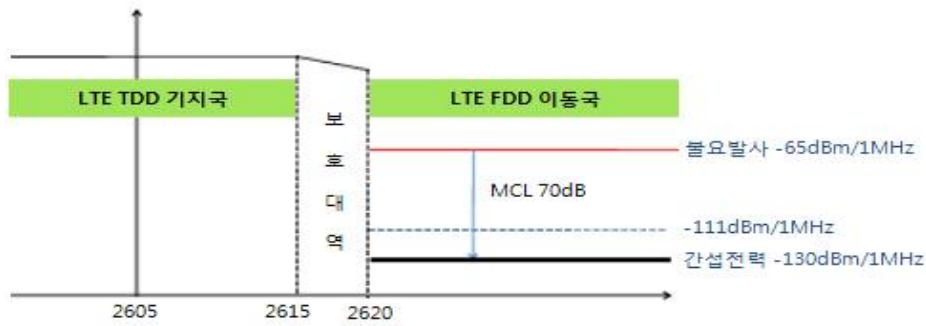 LTE TDD 기지국
LTE FDD 이동국
보
호
대
역
불요발사 -65dBm/1MHz
MCL 70dB
-111dBm/1MHz
간섭전력 -130dBm/1MHz
2605
2615
2620